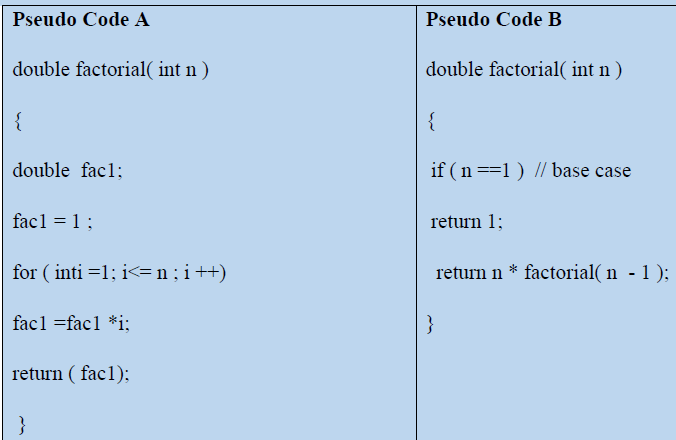 Pseudo Code A
double factorial( int n )
{
double fac1;
fac1 = 1 ;
for ( inti =1; i<= n ; i ++)
fac1 =fac1 *i;
return ( fac1);
}
Pseudo Code B
double factorial( int n )
{
if ( n ==1 ) // base case
return 1;
return n * factorial( n - 1 );
}